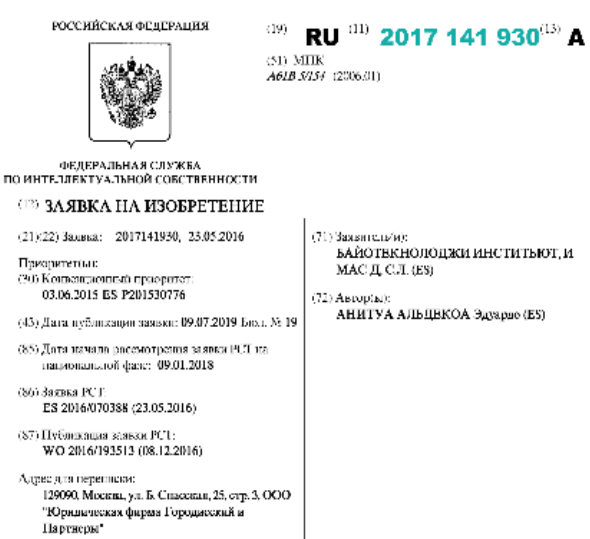 РОССИЙСКАЯ ФЕДЕРАЦИЯ
ФЕДЕРАЛЬНАЯ СЛУЖБА
ПО ИНТЕЛЛЕКТУАЛЬНОЙ СОБСТВЕННОСТИ
(19) RU (11) 2017 141 930 (13) A
(51) МПК
A61B 5/154 (2006.01)
(12) ЗАЯВКА НА ИЗОБРЕТЕНИЕ
(21)(22) Заявка: 2017141930, 23.05.2016
Приоритет(ы):
(30) Конвенционный приоритет:
03.06.2015 ES P201530776
(43) Дата публикации заявки: 09.07.2019 Бюл. № 19
(85) Дата начала рассмотрения заявки PCT на
национальной фазе: 09.01.2018
(86) Заявка PCT:
ES 2016/070388 (23.05.2016)
(87) Публикация заявки PCT:
WO 2016/193513 (08.12.2016)
Адрес для переписки:
129090, Москва, ул. Б. Спасская, 25, стр. 3, ООО
"Юридическая фирма Городисский и
Партнеры"
(71) Заявитель(и):
БАЙОТЕКНОЛОДЖИ ИНСТИТЬЮТ, И
МАС Д, С.Л. (ES)
(72) Автор(ы):
АНИТУА АЛЬДЕКОА Эдуардо (ES)